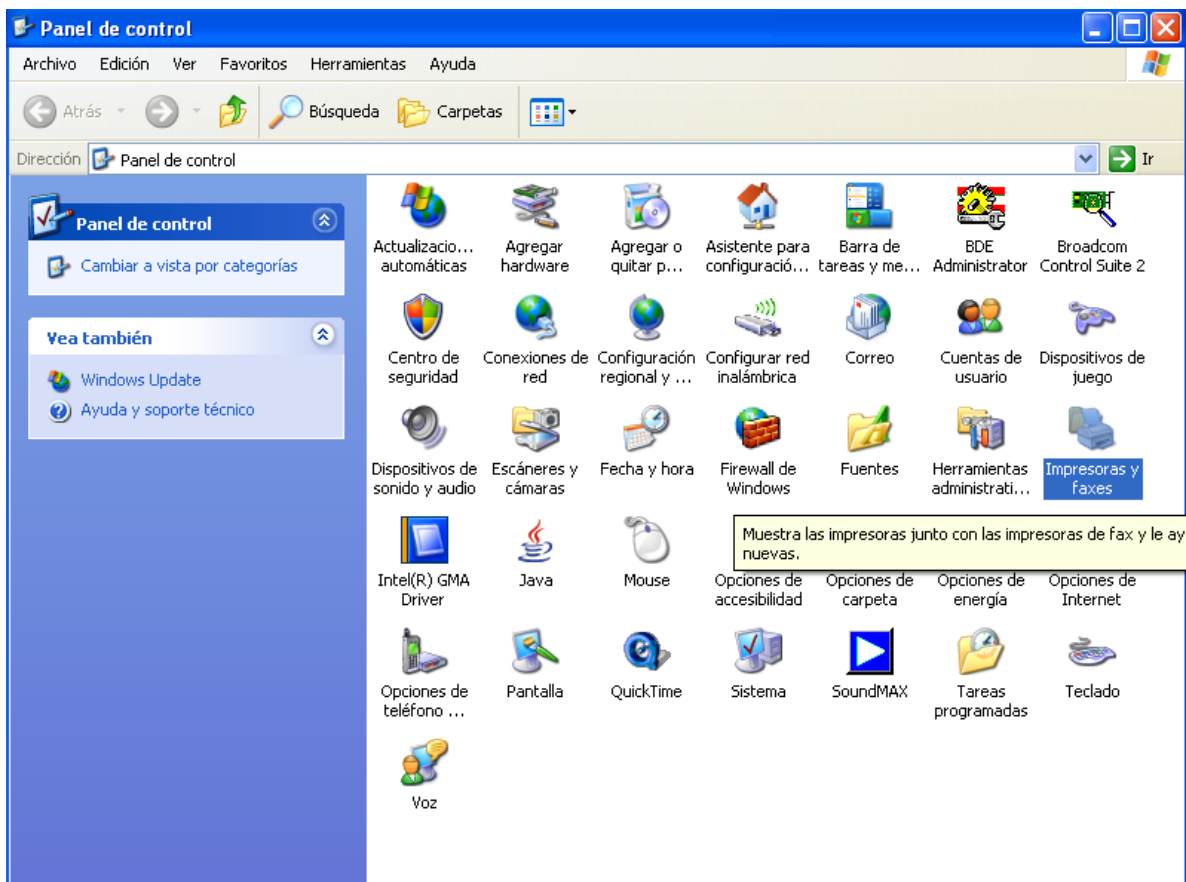 Panel de control
Archivo Edición Ver Favoritos Herramientas Ayuda
Atrás Búsqueda Carpetas
Dirección Panel de control Ir
Panel de control
Cambiar a vista por categorías
Vea también
Windows Update
Ayuda y soporte técnico
Actualizacio...
automáticas
Agregar
hardware
Agregar o
quitar p...
Asistente para
configuració...
Barra de
tareas y me...
BDE
Administrator
Broadcom
Control Suite 2
Centro de
seguridad
Conexiones de
red
Configuración
regional y ...
Configurar red
inalámbrica
Correo
Cuentas de
usuario
Dispositivos de
juego
Dispositivos de
sonido y audio
Escáneres y
cámaras
Fecha y hora
Firewall de
Windows
Fuentes
Herramientas
administrati...
Impresoras y
faxes
Muestra las impresoras junto con las impresoras de fax y le ay
nuevas.
Intel(R) GMA
Driver
Java
Mouse
Opciones de
accesibilidad
Opciones de
carpeta
Opciones de
energía
Opciones de
Internet
Opciones de
teléfono ...
Pantalla
QuickTime
Sistema
SoundMAX
Tareas
programadas
Teclado
Voz